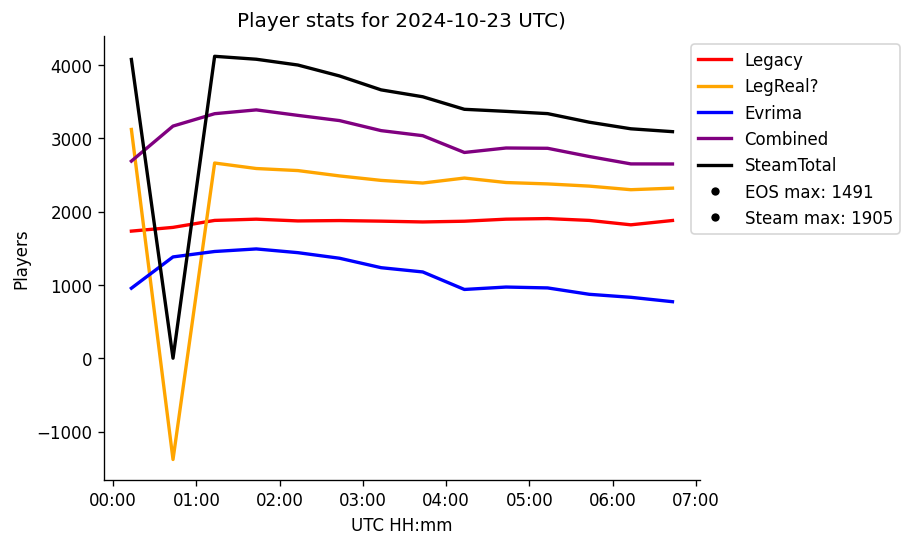 Player stats for 2024-10-23 UTC)
4000
3000
2000
1000
0
−1000
Players
00:00 01:00 02:00 03:00 04:00 05:00 06:00 07:00
UTC HH:mm
Legacy
LegReal?
Evrima
Combined
SteamTotal
EOS max: 1491
Steam max: 1905